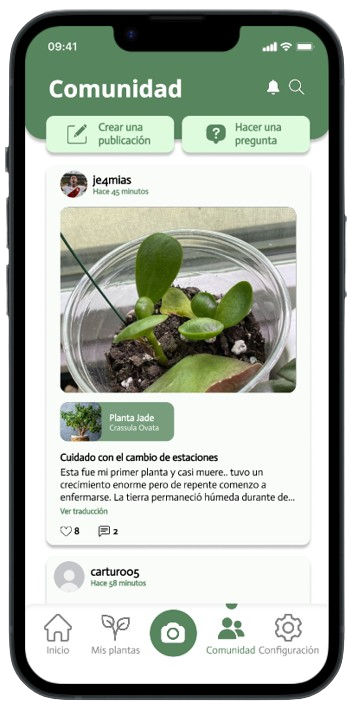 09:41
Comunidad
Crear una
publicación
Hacer una
pregunta
je4mias
Hace 45 minutos
Planta Jade
Crassula Ovata
Cuidado con el cambio de estaciones
Esta fue mi primer planta y casi muere.. tuvo un
crecimiento enorme pero de repente comenzo a
enfermarse. La tierra permaneció húmeda durante de...
Ver traducción
8 2
carturo05
Hace 58 minutos
Inicio Mis plantas Comunidad Configuración